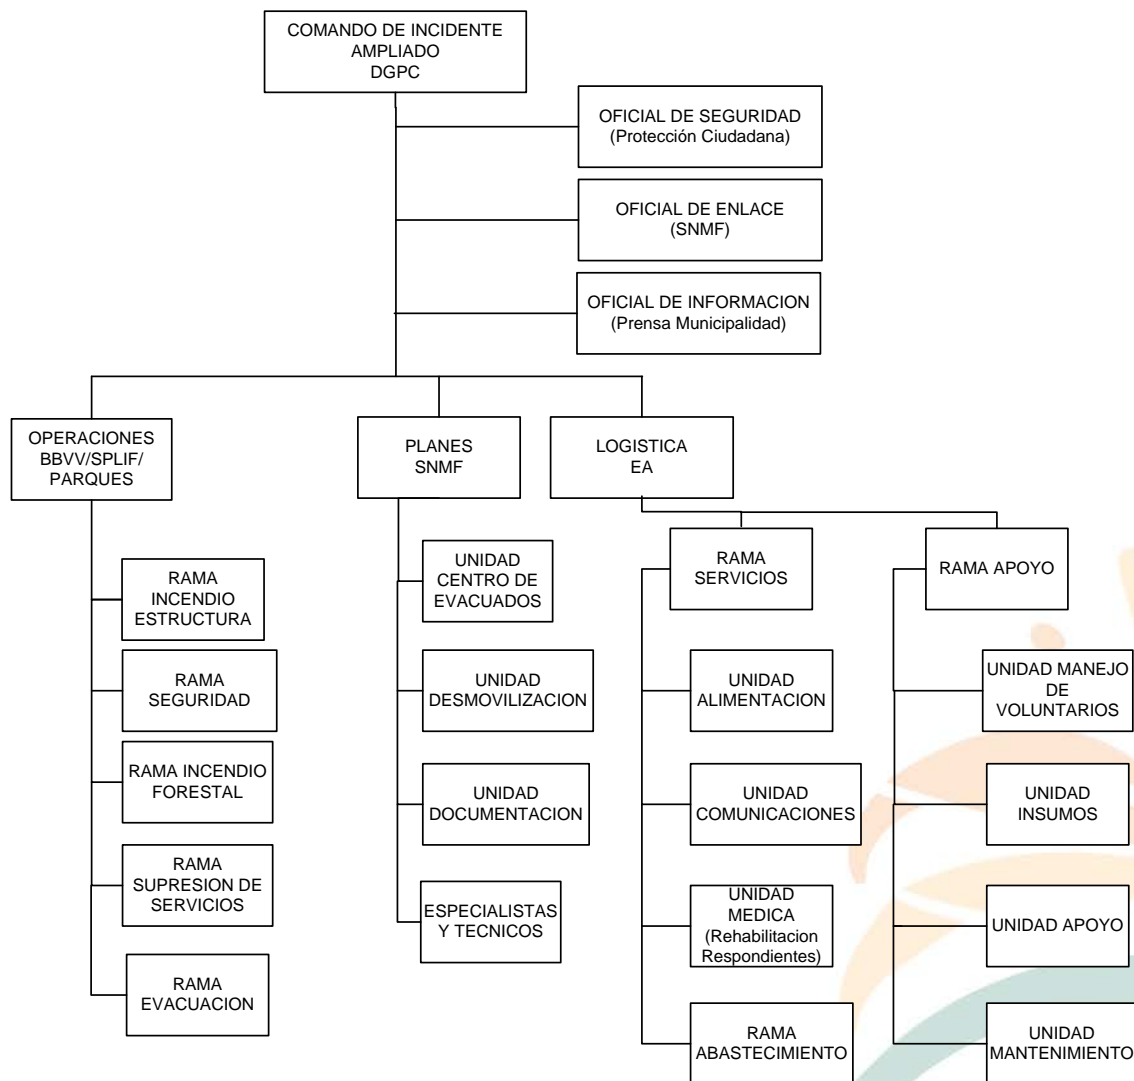 COMANDO DE INCIDENTE
AMPLIADO
DGPC
OFICIAL DE SEGURIDAD
(Protección Ciudadana)
OFICIAL DE ENLACE
(SNMF)
OFICIAL DE INFORMACION
(Prensa Municipalidad)
OPERACIONES
BBVV/SPLIF/
PARQUES
PLANES
SNMF
LOGISTICA
EA
RAMA
INCENDIO
ESTRUCTURA
RAMA
SEGURIDAD
RAMA INCENDIO
FORESTAL
RAMA
SUPRESION DE
SERVICIOS
RAMA
EVACUACION
UNIDAD
CENTRO DE
EVACUADOS
UNIDAD
DESMOVILIZACION
UNIDAD
DOCUMENTACION
ESPECIALISTAS
Y TECNICOS
RAMA
SERVICIOS
UNIDAD
ALIMENTACION
UNIDAD
COMUNICACIONES
UNIDAD
MEDICA
(Rehabilitacion
Respondientes)
RAMA
ABASTECIMIENTO
RAMA APOYO
UNIDAD MANEJO
DE
VOLUNTARIOS
UNIDAD
INSUMOS
UNIDAD APOYO
UNIDAD
MANTENIMIENTO